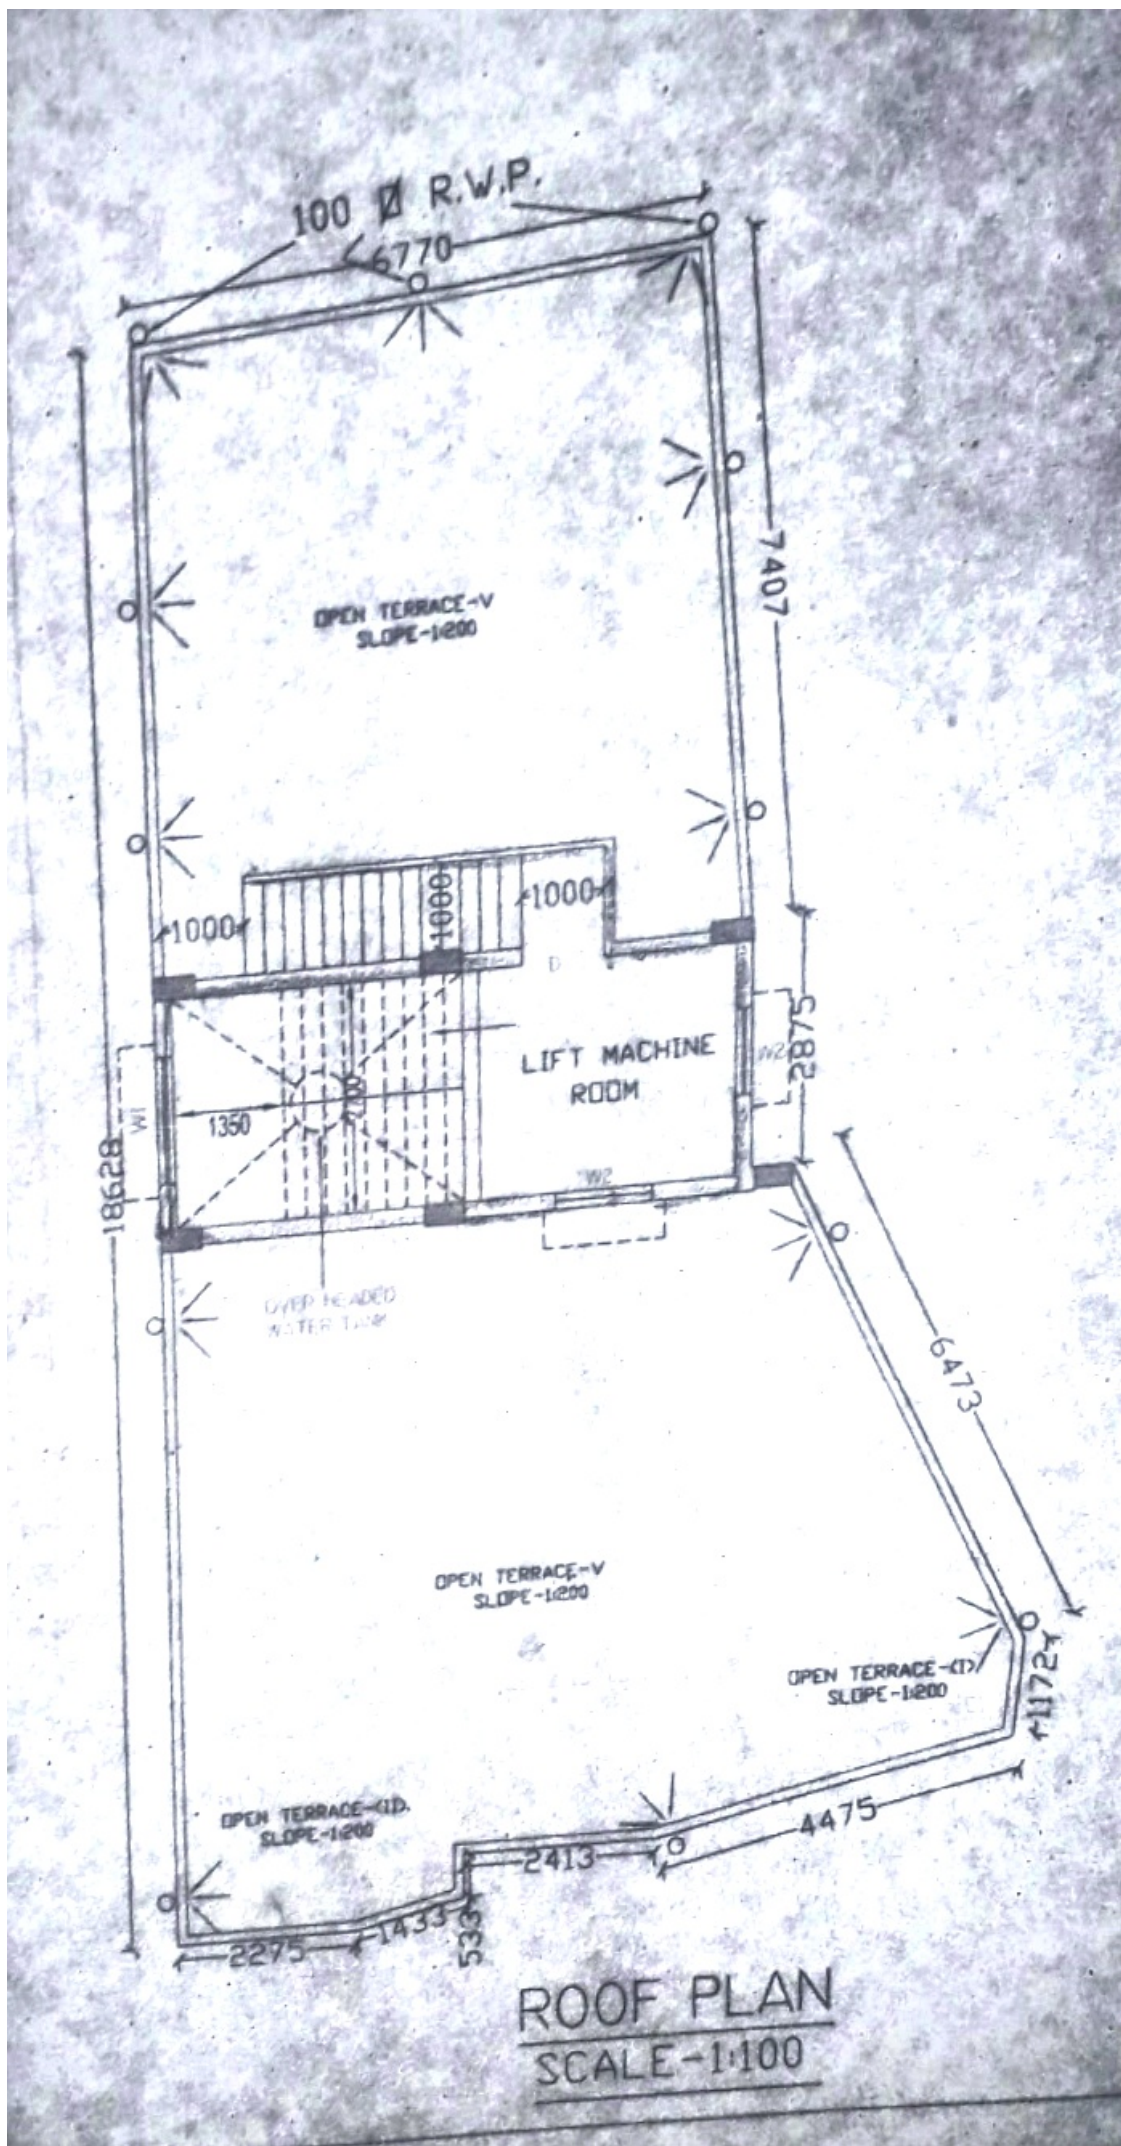 100 Ø R.W.P.
6770
7407
OPEN TERRACE-V
SLOPE-1:200
1000
1000
1000
D
LIFT MACHINE
ROOM
W2
2875
1350
W1
18628
W2
OVER HEADED
WATER TANK
6473
OPEN TERRACE-V
SLOPE-1:200
OPEN TERRACE-(I)
SLOPE-1:200
1172
OPEN TERRACE-(II).
SLOPE-1:200
4475
2413
1433
533
2275
ROOF PLAN
SCALE-1:100